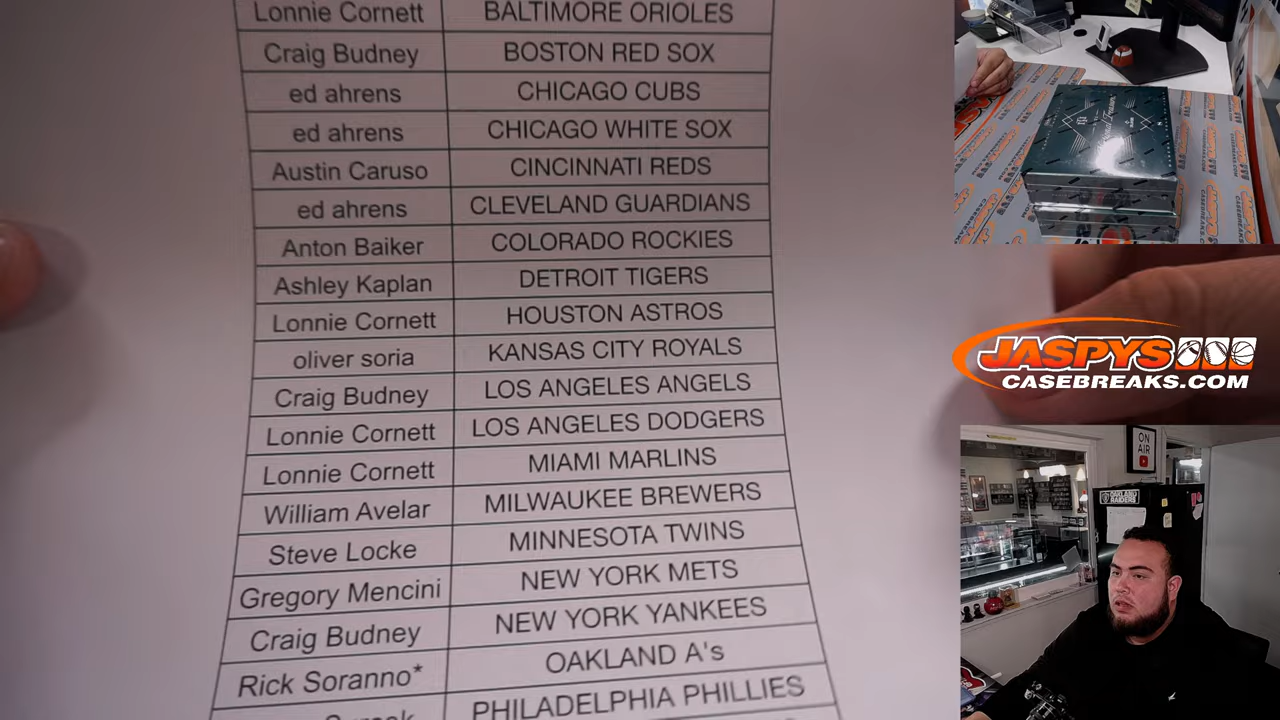 Lonnie Cornett BALTIMORE ORIOLES
Craig Budney BOSTON RED SOX
ed ahrens CHICAGO CUBS
ed ahrens CHICAGO WHITE SOX
Austin Caruso CINCINNATI REDS
ed ahrens CLEVELAND GUARDIANS
Anton Baiker COLORADO ROCKIES
Ashley Kaplan DETROIT TIGERS
Lonnie Cornett HOUSTON ASTROS
oliver soria KANSAS CITY ROYALS
Craig Budney LOS ANGELES ANGELS
Lonnie Cornett LOS ANGELES DODGERS
Lonnie Cornett MIAMI MARLINS
William Avelar MILWAUKEE BREWERS
Steve Locke MINNESOTA TWINS
Gregory Mencini NEW YORK METS
Craig Budney NEW YORK YANKEES
Rick Soranno* OAKLAND A's
PHILADELPHIA PHILLIES
JASPYS
CASEBREAKS.COM
ON
AIR
OAKLAND
RAIDERS